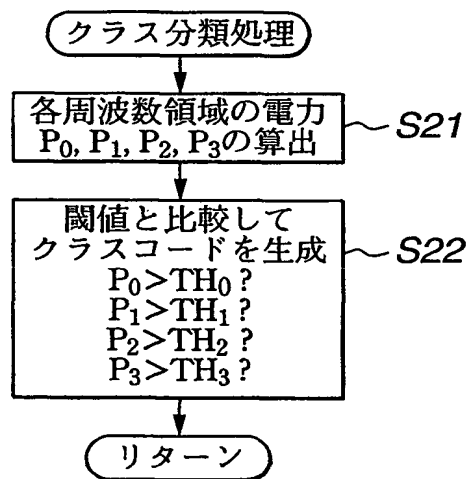 クラス分類処理
各周波数領域の電力
P0, P1, P2, P3の算出
S21
閾値と比較して
クラスコードを生成
P0>TH0?
P1>TH1?
P2>TH2?
P3>TH3?
S22
リターン